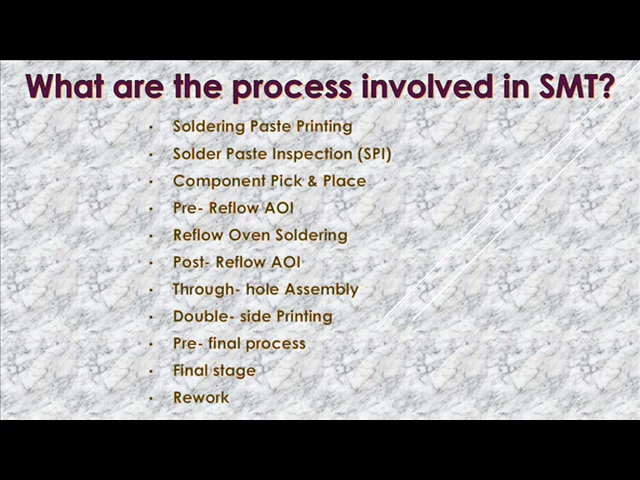 What are the process involved in SMT?
• Soldering Paste Printing
• Solder Paste Inspection (SPI)
• Component Pick & Place
• Pre- Reflow AOI
• Reflow Oven Soldering
• Post- Reflow AOI
• Through- hole Assembly
• Double- side Printing
• Pre- final process
• Final stage
• Rework